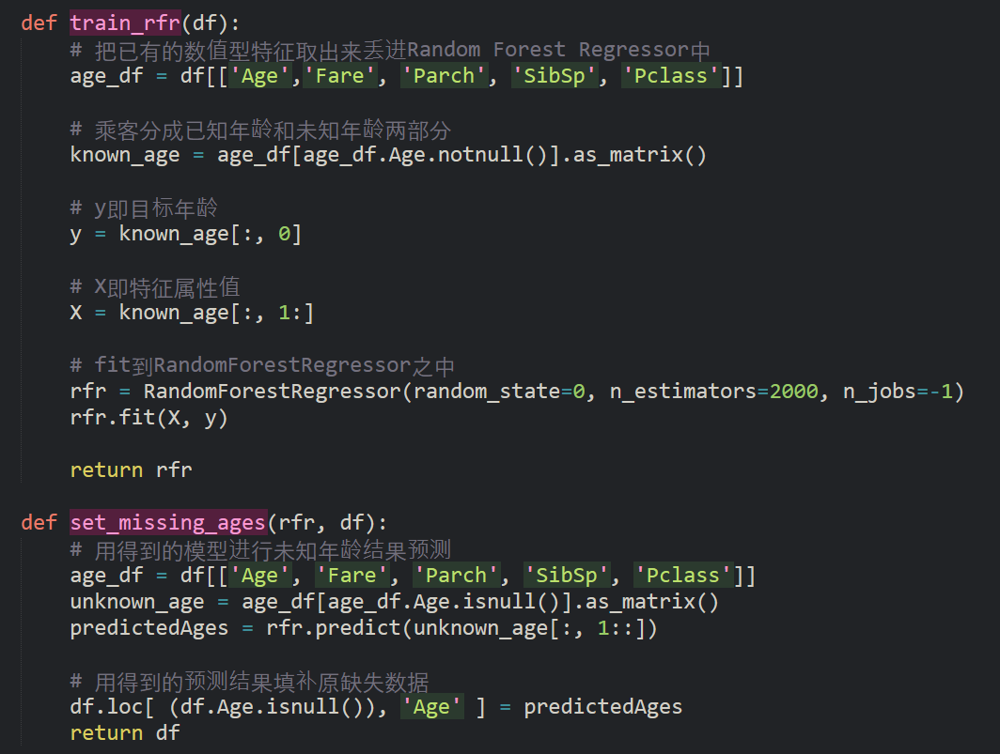 def train_rfr(df):
# 把已有的数值型特征取出来丢进Random Forest Regressor中
age_df = df[['Age','Fare', 'Parch', 'SibSp', 'Pclass']]
# 乘客分成已知年龄和未知年龄两部分
known_age = age_df[age_df.Age.notnull()].as_matrix()
# y即目标年龄
y = known_age[:, 0]
# X即特征属性值
X = known_age[:, 1:]
# fit到RandomForestRegressor之中
rfr = RandomForestRegressor(random_state=0, n_estimators=2000, n_jobs=-1)
rfr.fit(X, y)
return rfr
def set_missing_ages(rfr, df):
# 用得到的模型进行未知年龄结果预测
age_df = df[['Age', 'Fare', 'Parch', 'SibSp', 'Pclass']]
unknown_age = age_df[age_df.Age.isnull()].as_matrix()
predictedAges = rfr.predict(unknown_age[:, 1::])
# 用得到的预测结果填补原缺失数据
df.loc[ (df.Age.isnull()), 'Age' ] = predictedAges
return df